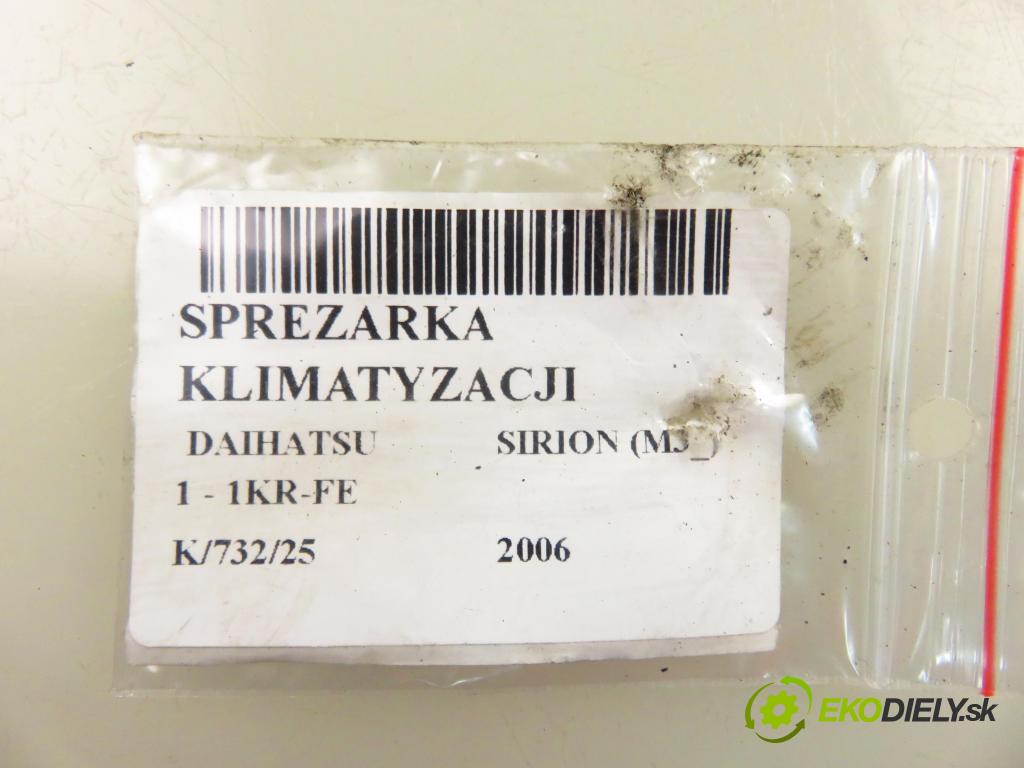 SPREZARKA
KLIMATYZACJI
DAIHATSU SIRION (M3_)
1 - 1KR-FE
K/732/25 2006
EKODIELY.sk